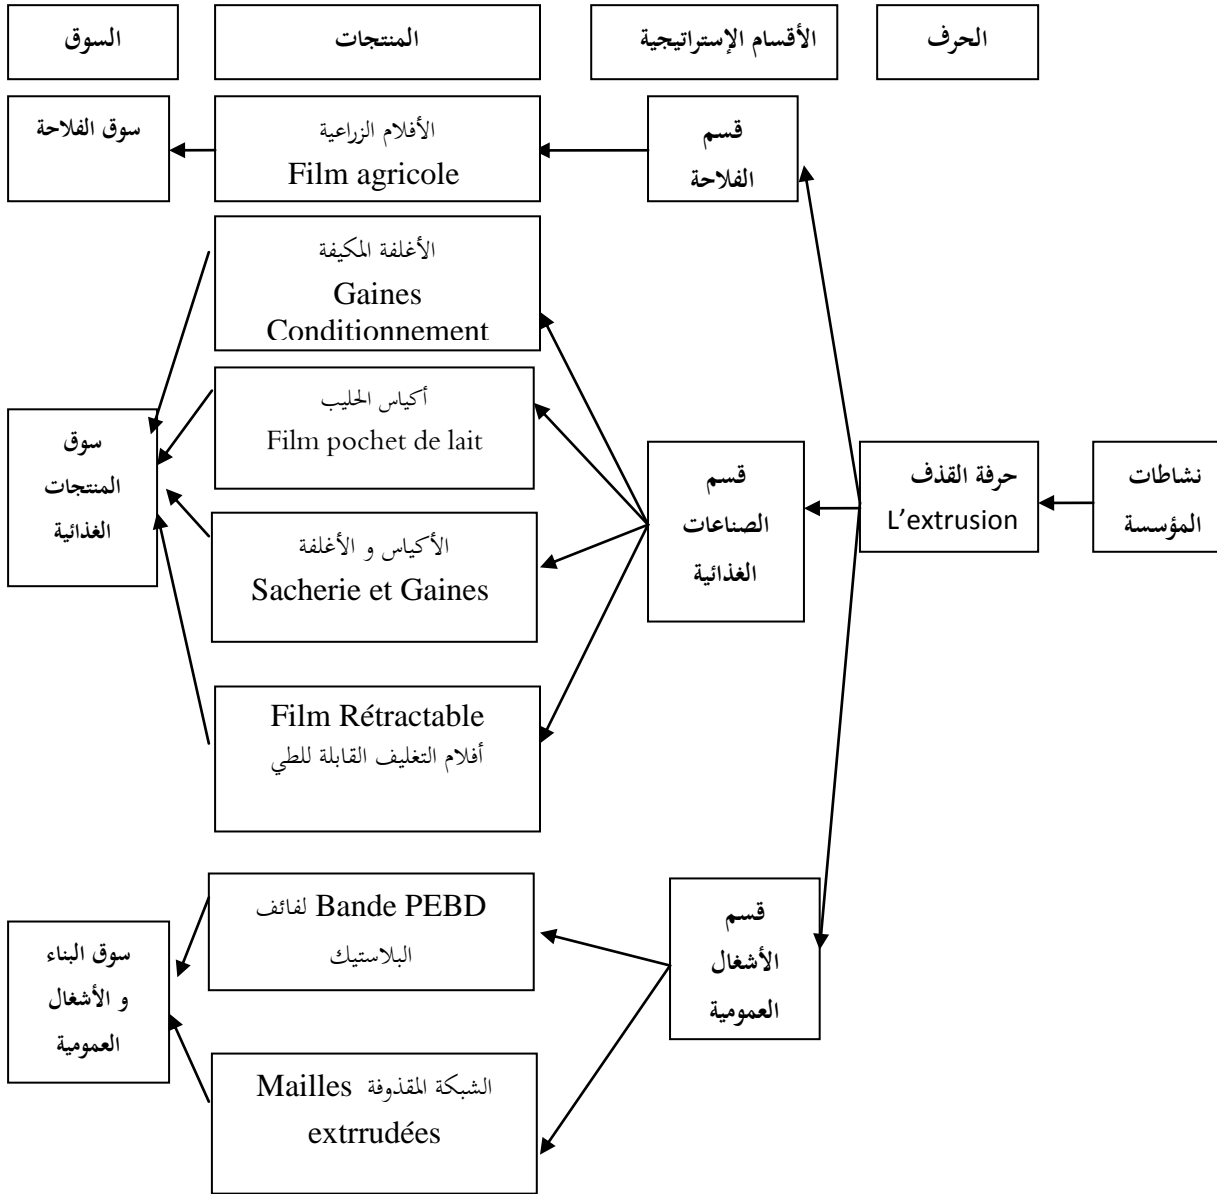 الحرف
الأقسام الإستراتيجية
المنتجات
السوق
قسم
الفلاحة
الأفلام الزراعية
Film agricole
سوق الفلاحة
الأغلفة المكيفة
Gaines
Conditionnement
أكياس الحليب
Film pochet de lait
نشاطات
المؤسسة
حرفة القذف
L'extrusion
قسم
الصناعات
الغذائية
الأكياس و الأغلفة
Sacherie et Gaines
سوق
المنتجات
الغذائية
Film Rétractable
أفلام التغليف القابلة للطي
قسم
الأشغال
العمومية
لفائف Bande PEBD
البلاستيك
سوق البناء
و الأشغال
العمومية
الشبكة المقذوفة Mailles
extrrudées